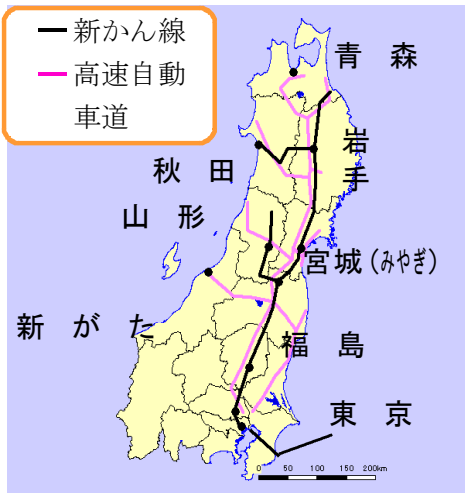 新かん線
高速自動
車道
青 森
岩手
秋 田
山 形
宮城(みやぎ)
新 が た
福 島
東 京
0 50 100 150 200km